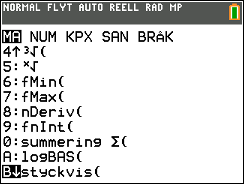 NORMAL FLYT AUTO REELL RAD MP
MA NUM KPX SAN BRAK
4↑³√(
5: ˣ√
6:fMin(
7:fMax(
8:nDeriv(
9:fnInt(
0:summering Σ(
A:logBAS(
B↓styckvis(